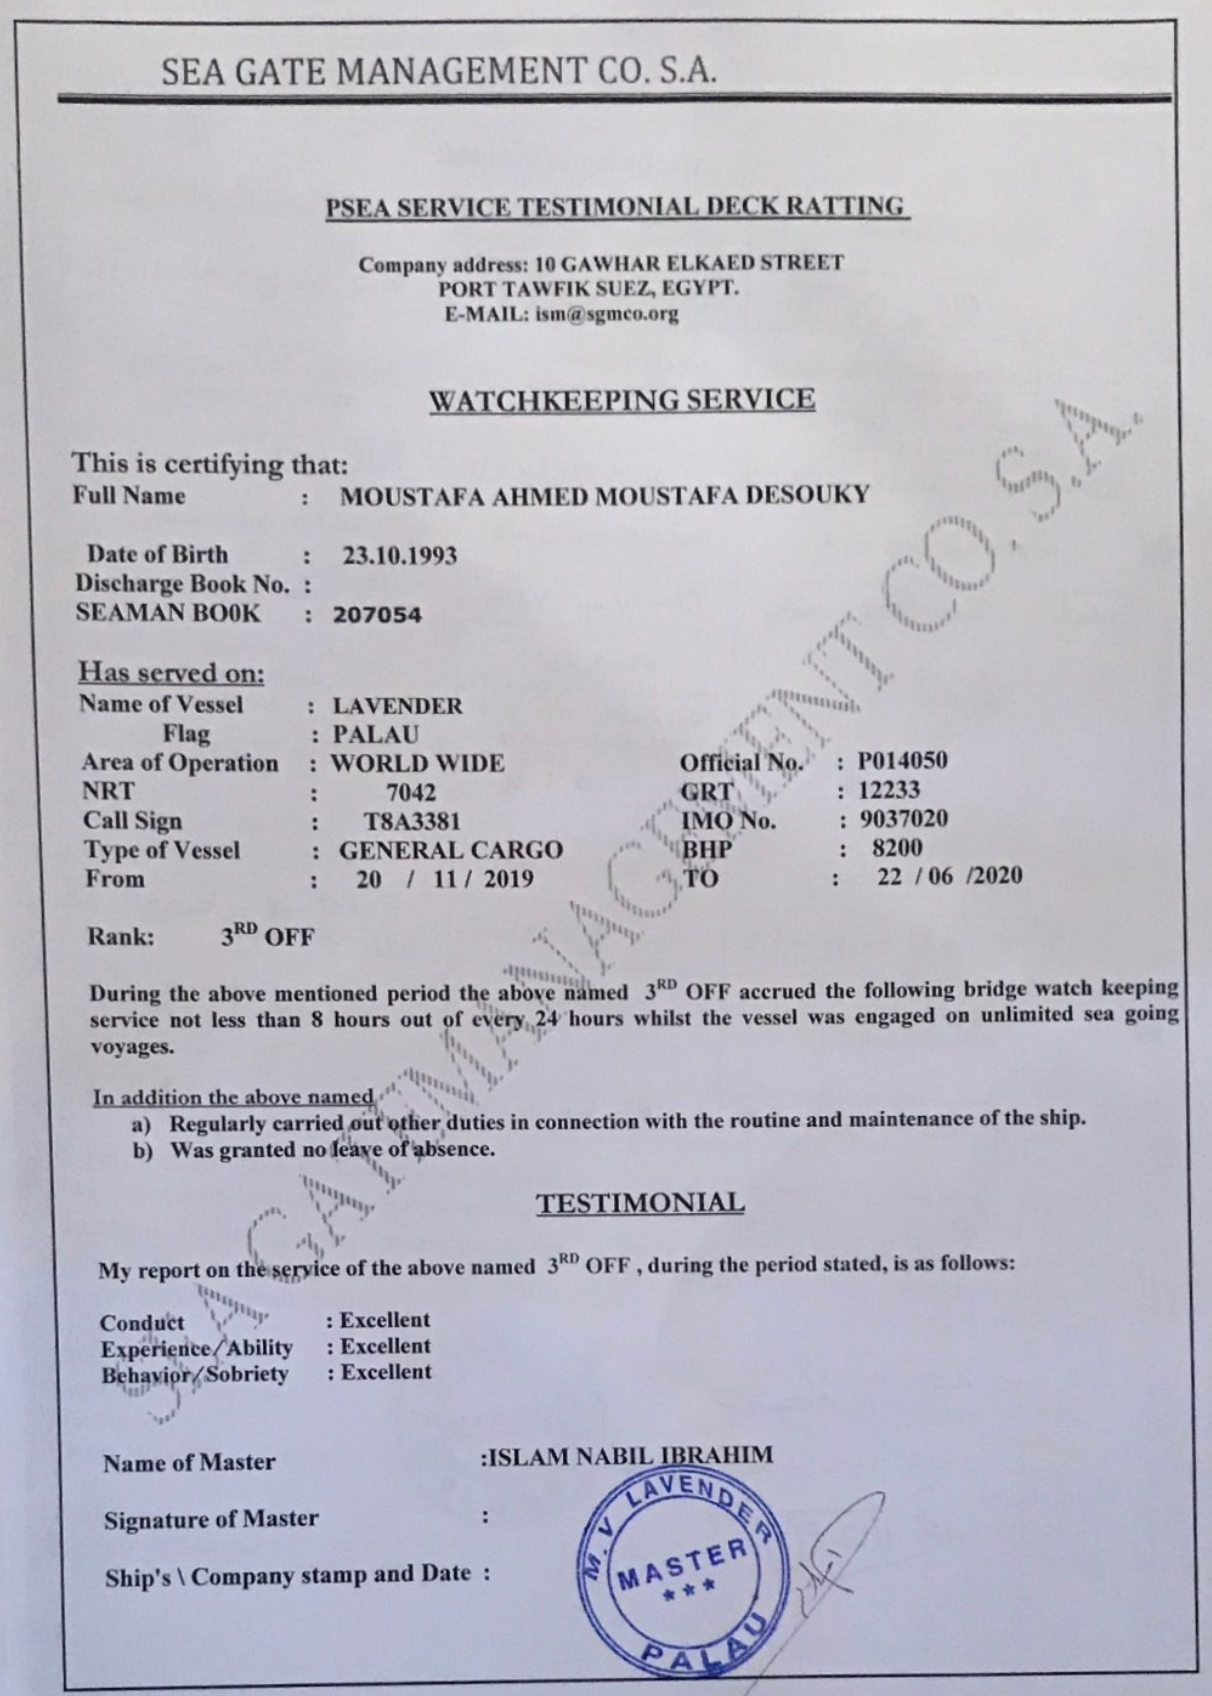 SEA GATE MANAGEMENT CO. S.A.
PSEA SERVICE TESTIMONIAL DECK RATTING
Company address: 10 GAWHAR ELKAED STREET
PORT TAWFIK SUEZ, EGYPT.
E-MAIL: ism@sgmco.org
WATCHKEEPING SERVICE
This is certifying that:
Full Name : MOUSTAFA AHMED MOUSTAFA DESOUKY
Date of Birth : 23.10.1993
Discharge Book No. :
SEAMAN BO0K : 207054
Has served on:
Name of Vessel : LAVENDER
Flag : PALAU
Area of Operation : WORLD WIDE Official No. : P014050
NRT : 7042 GRT : 12233
Call Sign : T8A3381 IMO No. : 9037020
Type of Vessel : GENERAL CARGO BHP : 8200
From : 20 / 11 / 2019 TO : 22 / 06 /2020
Rank: 3RD OFF
During the above mentioned period the above named 3RD OFF accrued the following bridge watch keeping
service not less than 8 hours out of every 24 hours whilst the vessel was engaged on unlimited sea going
voyages.
In addition the above named
a) Regularly carried out other duties in connection with the routine and maintenance of the ship.
b) Was granted no leave of absence.
TESTIMONIAL
My report on the service of the above named 3RD OFF , during the period stated, is as follows:
Conduct : Excellent
Experience/Ability : Excellent
Behavior/Sobriety : Excellent
Name of Master :ISLAM NABIL IBRAHIM
Signature of Master :
Ship's \ Company stamp and Date :
M.V LAVENDER
MASTER
***
PALAU
SEA GATMANAGEMENT CO. S.A.